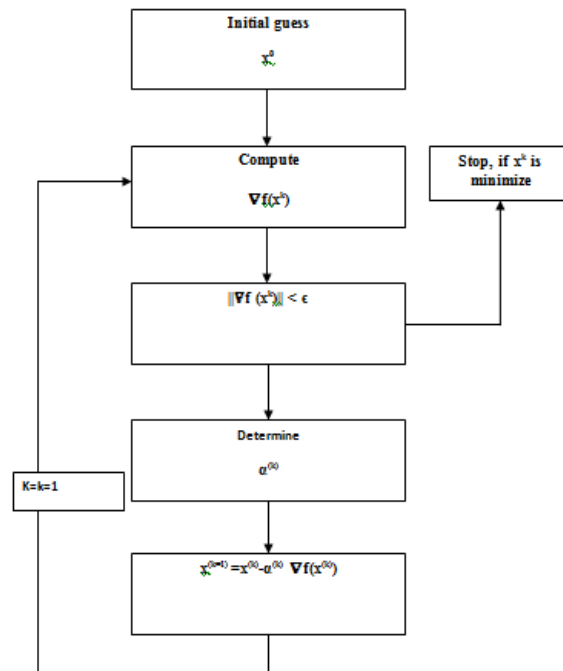 Initial guess
x⁰
Compute
∇f(xᵏ)
Stop, if xᵏ is
minimize
||∇f (xᵏ)|| < ϵ
Determine
α⁽ᵏ⁾
K=k=1
x⁽ᵏ⁼¹⁾ =x⁽ᵏ⁾-α⁽ᵏ⁾ ∇f(x⁽ᵏ⁾)